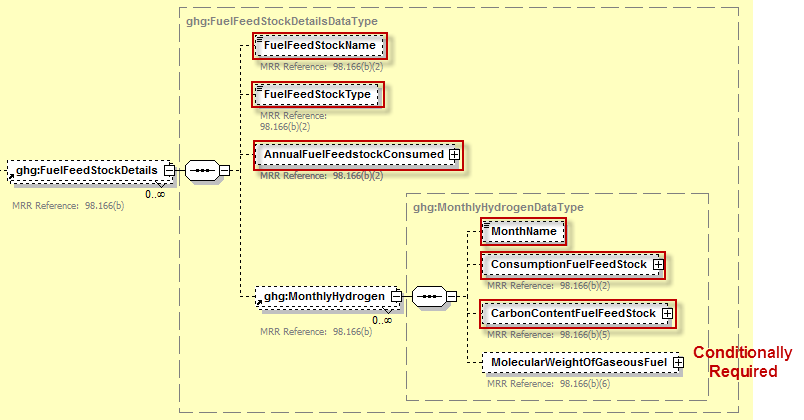 ghg:FuelFeedStockDetailsDataType
FuelFeedStockName
MRR Reference: 98.166(b)(2)
FuelFeedStockType
MRR Reference:
98.166(b)(2)
AnnualFuelFeedstockConsumed
MRR Reference: 98.166(b)(2)
ghg:FuelFeedStockDetails
0..∞
MRR Reference: 98.166(b)
ghg:MonthlyHydrogenDataType
MonthName
ConsumptionFuelFeedStock
MRR Reference: 98.166(b)(2)
ghg:MonthlyHydrogen
0..∞
MRR Reference: 98.166(b)
CarbonContentFuelFeedStock
MRR Reference: 98.166(b)(5)
MolecularWeightOfGaseousFuel
MRR Reference: 98.166(b)(6)
Conditionally
Required